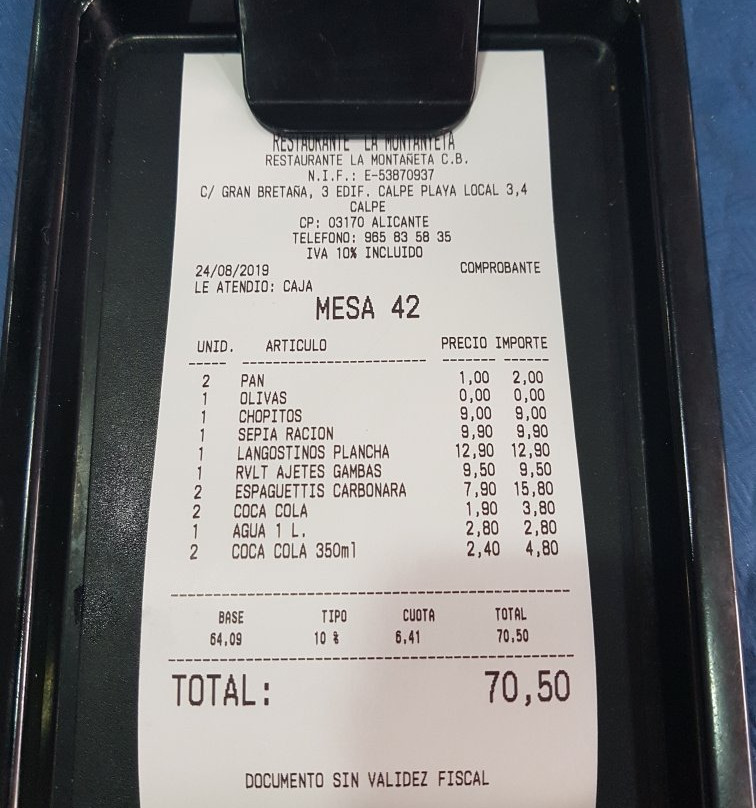 RESTAURANTE LA MONTAÑETA
RESTAURANTE LA MONTAÑETA C.B.
N.I.F.: E-53870937
C/ GRAN BRETAÑA, 3 EDIF. CALPE PLAYA LOCAL 3,4
CALPE
CP: 03170 ALICANTE
TELEFONO: 965 83 58 35
IVA 10% INCLUIDO
24/08/2019 COMPROBANTE
LE ATENDIO: CAJA
MESA 42
UNID. ARTICULO PRECIO IMPORTE
2 PAN 1,00 2,00
1 OLIVAS 0,00 0,00
1 CHOPITOS 9,00 9,00
1 SEPIA RACION 9,90 9,90
1 LANGOSTINOS PLANCHA 12,90 12,90
1 RVLT AJETES GAMBAS 9,50 9,50
2 ESPAGUETTIS CARBONARA 7,90 15,80
2 COCA COLA 1,90 3,80
1 AGUA 1 L. 2,80 2,80
2 COCA COLA 350ml 2,40 4,80
BASE TIPO CUOTA TOTAL
64,09 10 % 6,41 70,50
TOTAL: 70,50
DOCUMENTO SIN VALIDEZ FISCAL